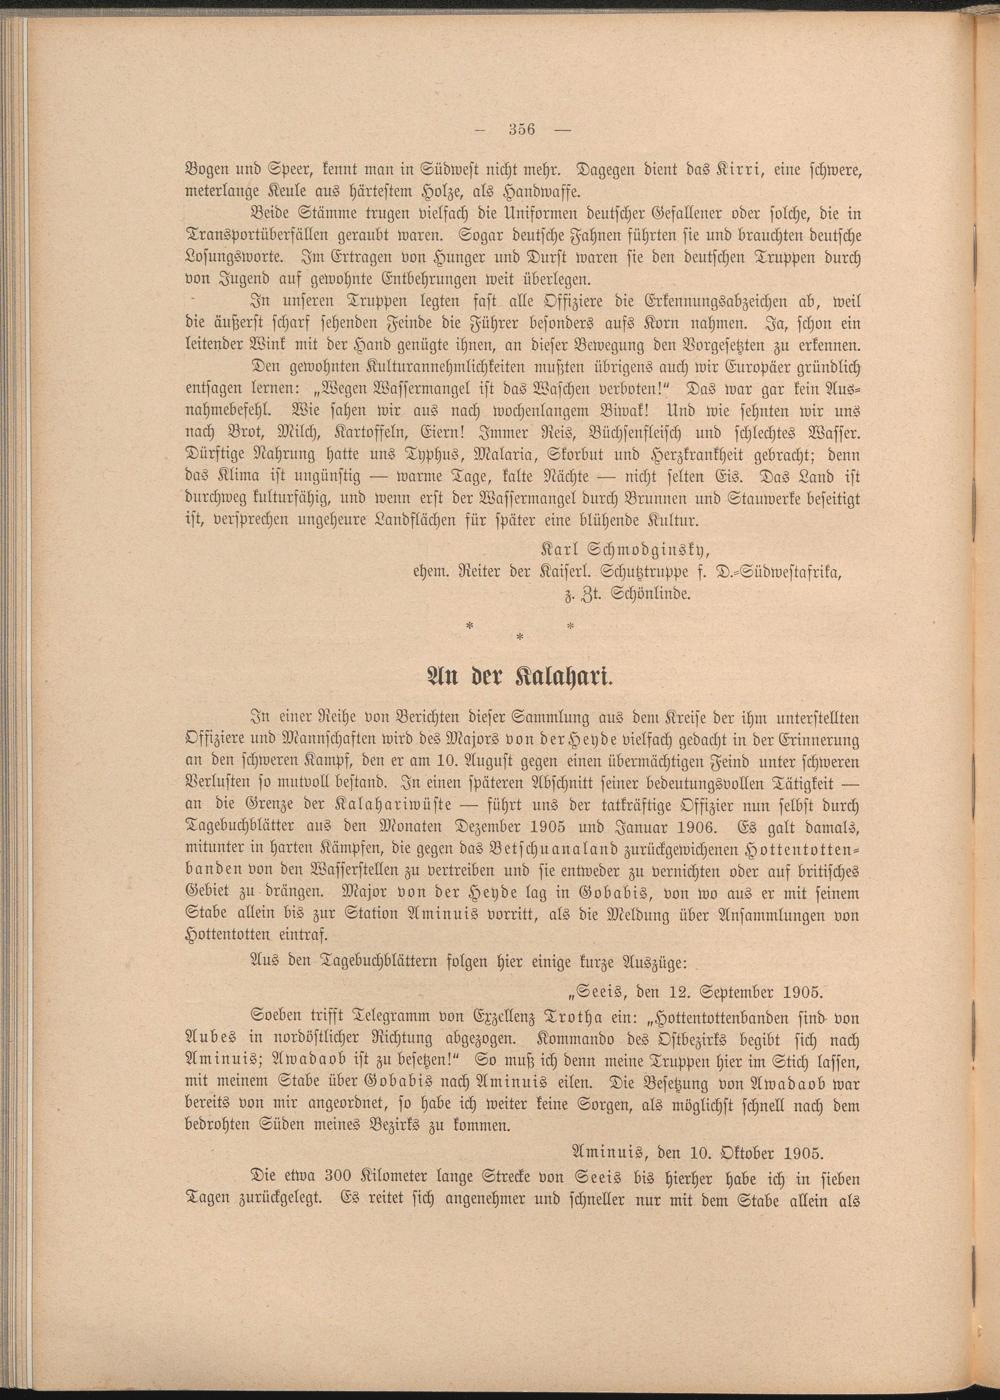 – 356 —
Bogen und Speer, kennt man in Südwest nicht mehr. Dagegen dient das Kirri, eine schwere,
meterlange Keule aus härtestem Holze, als Handwaffe.
Beide Stämme trugen vielfach die Uniformen deutscher Gefallener oder solche, die in
Transportüberfällen geraubt waren. Sogar deutsche Fahnen führten sie und brauchten deutsche
Losungsworte. Im Ertragen von Hunger und Durst waren sie den deutschen Truppen durch
von Jugend auf gewohnte Entbehrungen weit überlegen.
In unseren Truppen legten fast alle Offiziere die Erkennungsabzeichen ab, weil
die äußerst scharf sehenden Feinde die Führer besonders aufs Korn nahmen. Ja, schon ein
leitender Wink mit der Hand genügte ihnen, an dieser Bewegung den Vorgesetzten zu erkennen.
Den gewohnten Kulturannehmlichkeiten mußten übrigens auch wir Europäer gründlich
entsagen lernen: „Wegen Wassermangel ist das Waschen verboten!“ Das war gar kein Aus-
nahmebefehl. Wie sahen wir aus nach wochenlangem Biwak! Und wie sehnten wir uns
nach Brot, Milch, Kartoffeln, Eiern! Immer Reis, Büchsenfleisch und schlechtes Wasser.
Dürftige Nahrung hatte uns Typhus, Malaria, Skorbut und Herzkrankheit gebracht; denn
das Klima ist ungünstig — warme Tage, kalte Nächte — nicht selten Eis. Das Land ist
durchweg kulturfähig, und wenn erst der Wassermangel durch Brunnen und Stauwerke beseitigt
ist, versprechen ungeheure Landflächen für später eine blühende Kultur.
Karl Schmodginsky,
ehem. Reiter der Kaiserl. Schutztruppe f. D.-Südwestafrika,
z. Zt. Schönlinde.
* * *
An der Kalahari.
In einer Reihe von Berichten dieser Sammlung aus dem Kreise der ihm unterstellten
Offiziere und Mannschaften wird des Majors von der Heyde vielfach gedacht in der Erinnerung
an den schweren Kampf, den er am 10. August gegen einen übermächtigen Feind unter schweren
Verlusten so mutvoll bestand. In einen späteren Abschnitt seiner bedeutungsvollen Tätigkeit —
an die Grenze der Kalahariwüste — führt uns der tatkräftige Offizier nun selbst durch
Tagebuchblätter aus den Monaten Dezember 1905 und Januar 1906. Es galt damals,
mitunter in harten Kämpfen, die gegen das Betschuanaland zurückgewichenen Hottentotten-
banden von den Wasserstellen zu vertreiben und sie entweder zu vernichten oder auf britisches
Gebiet zu drängen. Major von der Heyde lag in Gobabis, von wo aus er mit seinem
Stabe allein bis zur Station Aminuis vorritt, als die Meldung über Ansammlungen von
Hottentotten eintraf.
Aus den Tagebuchblättern folgen hier einige kurze Auszüge:
„Seeis, den 12. September 1905.
Soeben trifft Telegramm von Exzellenz Trotha ein: „Hottentottenbanden sind von
Aubes in nordöstlicher Richtung abgezogen. Kommando des Ostbezirks begibt sich nach
Aminuis; Awadaob ist zu besetzen!“ So muß ich denn meine Truppen hier im Stich lassen,
mit meinem Stabe über Gobabis nach Aminuis eilen. Die Besetzung von Awadaob war
bereits von mir angeordnet, so habe ich weiter keine Sorgen, als möglichst schnell nach dem
bedrohten Süden meines Bezirks zu kommen.
Aminuis, den 10. Oktober 1905.
Die etwa 300 Kilometer lange Strecke von Seeis bis hierher habe ich in sieben
Tagen zurückgelegt. Es reitet sich angenehmer und schneller nur mit dem Stabe allein als